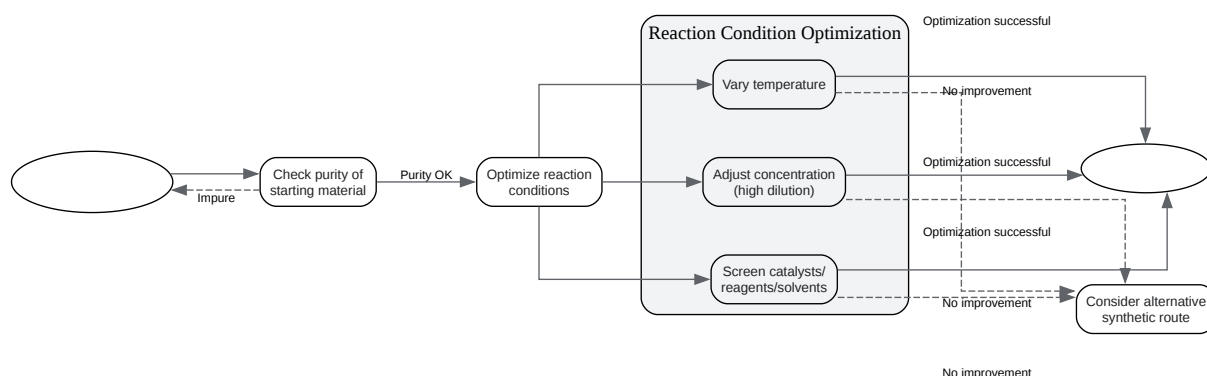 Optimization successful
Reaction Condition Optimization
Vary temperature
No improvement
Check purity of
starting material
Impure
Purity OK
Optimize reaction
conditions
Adjust concentration
(high dilution)
Optimization successful
Optimization successful
Screen catalysts/
reagents/solvents
No improvement
Consider alternative
synthetic route
No improvement